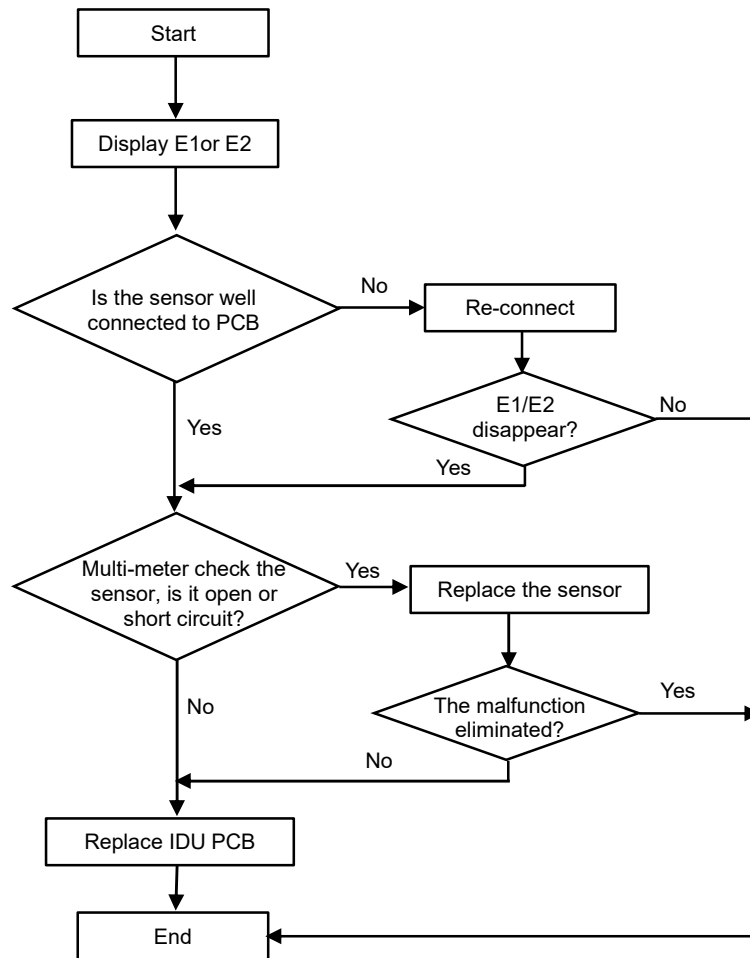 Start
Display E1or E2
Is the sensor well
connected to PCB
No
Re-connect
E1/E2
disappear?
No
Yes
Yes
Multi-meter check the
sensor, is it open or
short circuit?
Yes
Replace the sensor
The malfunction
eliminated?
Yes
No
No
Replace IDU PCB
End